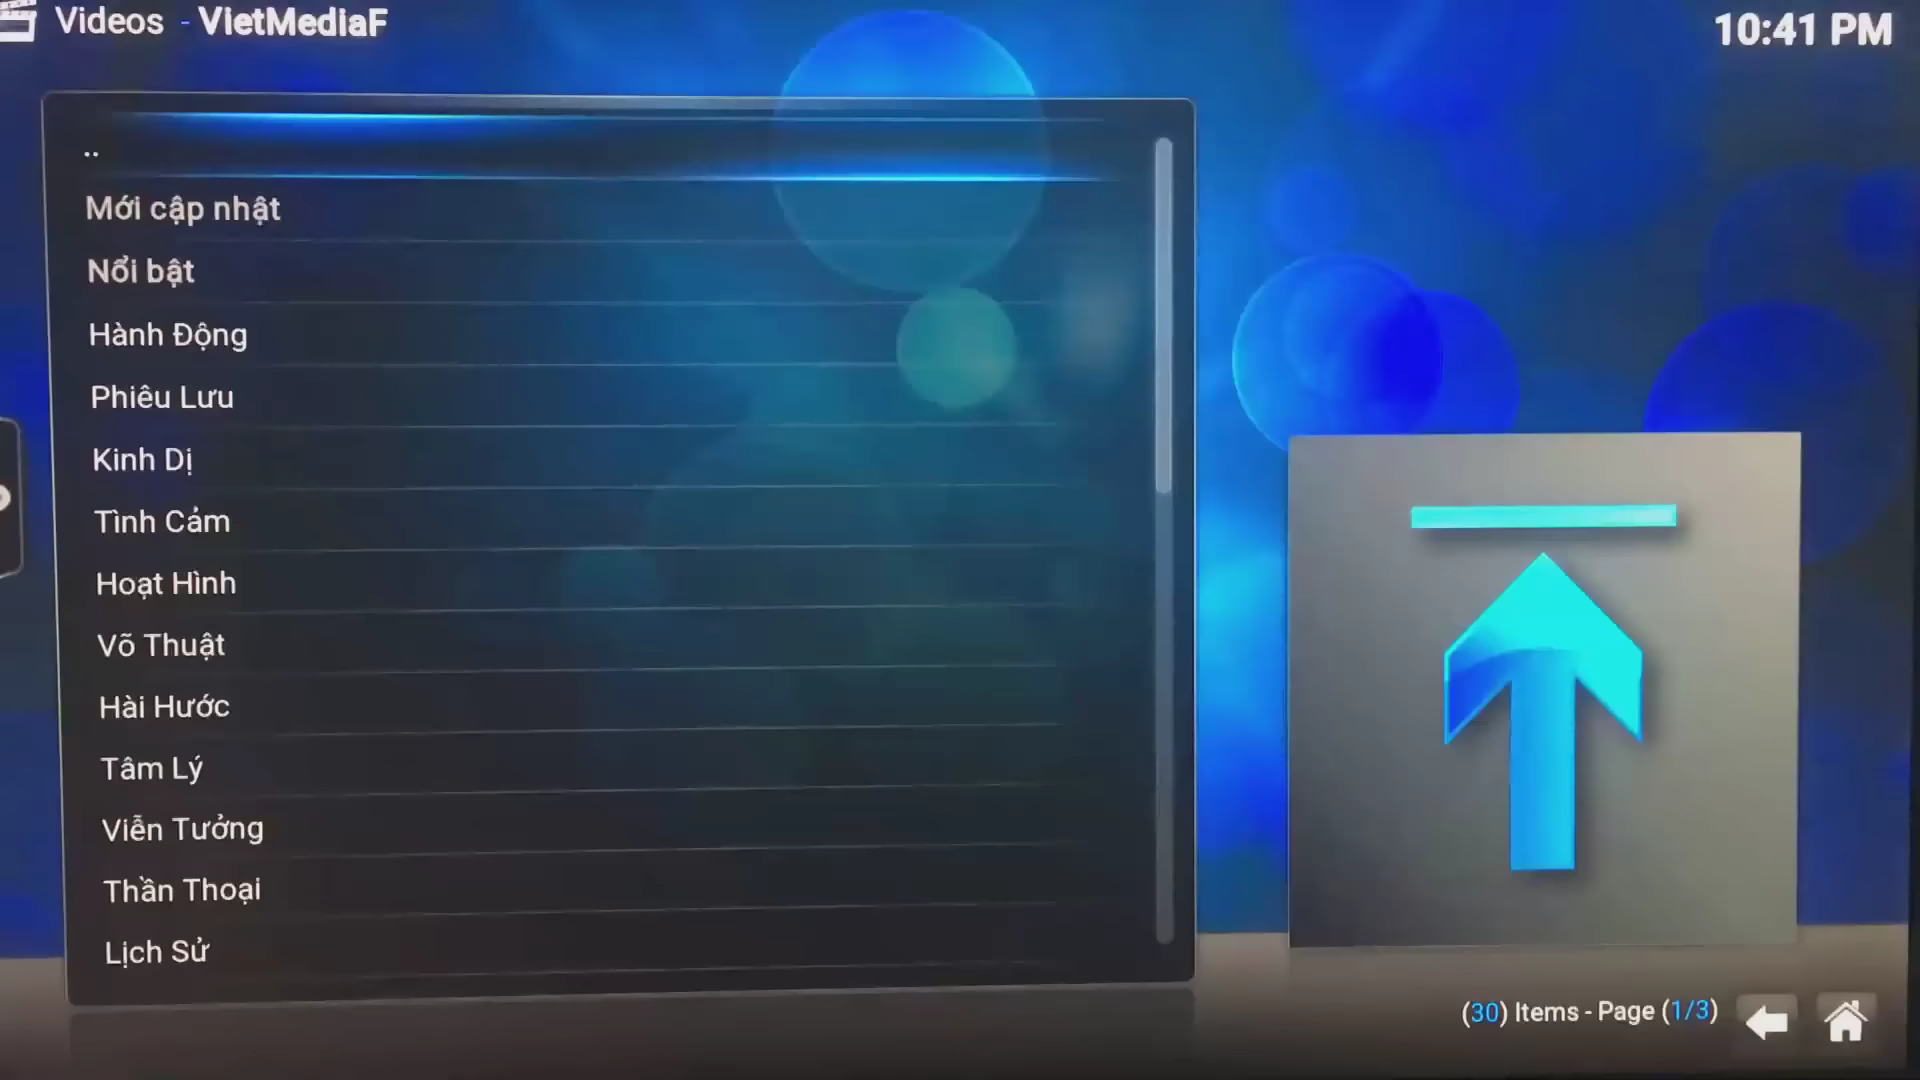 Videos - VietMediaF
10:41 PM
..
Mới cập nhật
Nổi bật
Hành Động
Phiêu Lưu
Kinh Dị
Tình Cảm
Hoạt Hình
Võ Thuật
Hài Hước
Tâm Lý
Viễn Tưởng
Thần Thoại
Lịch Sử
(30) Items - Page (1/3)